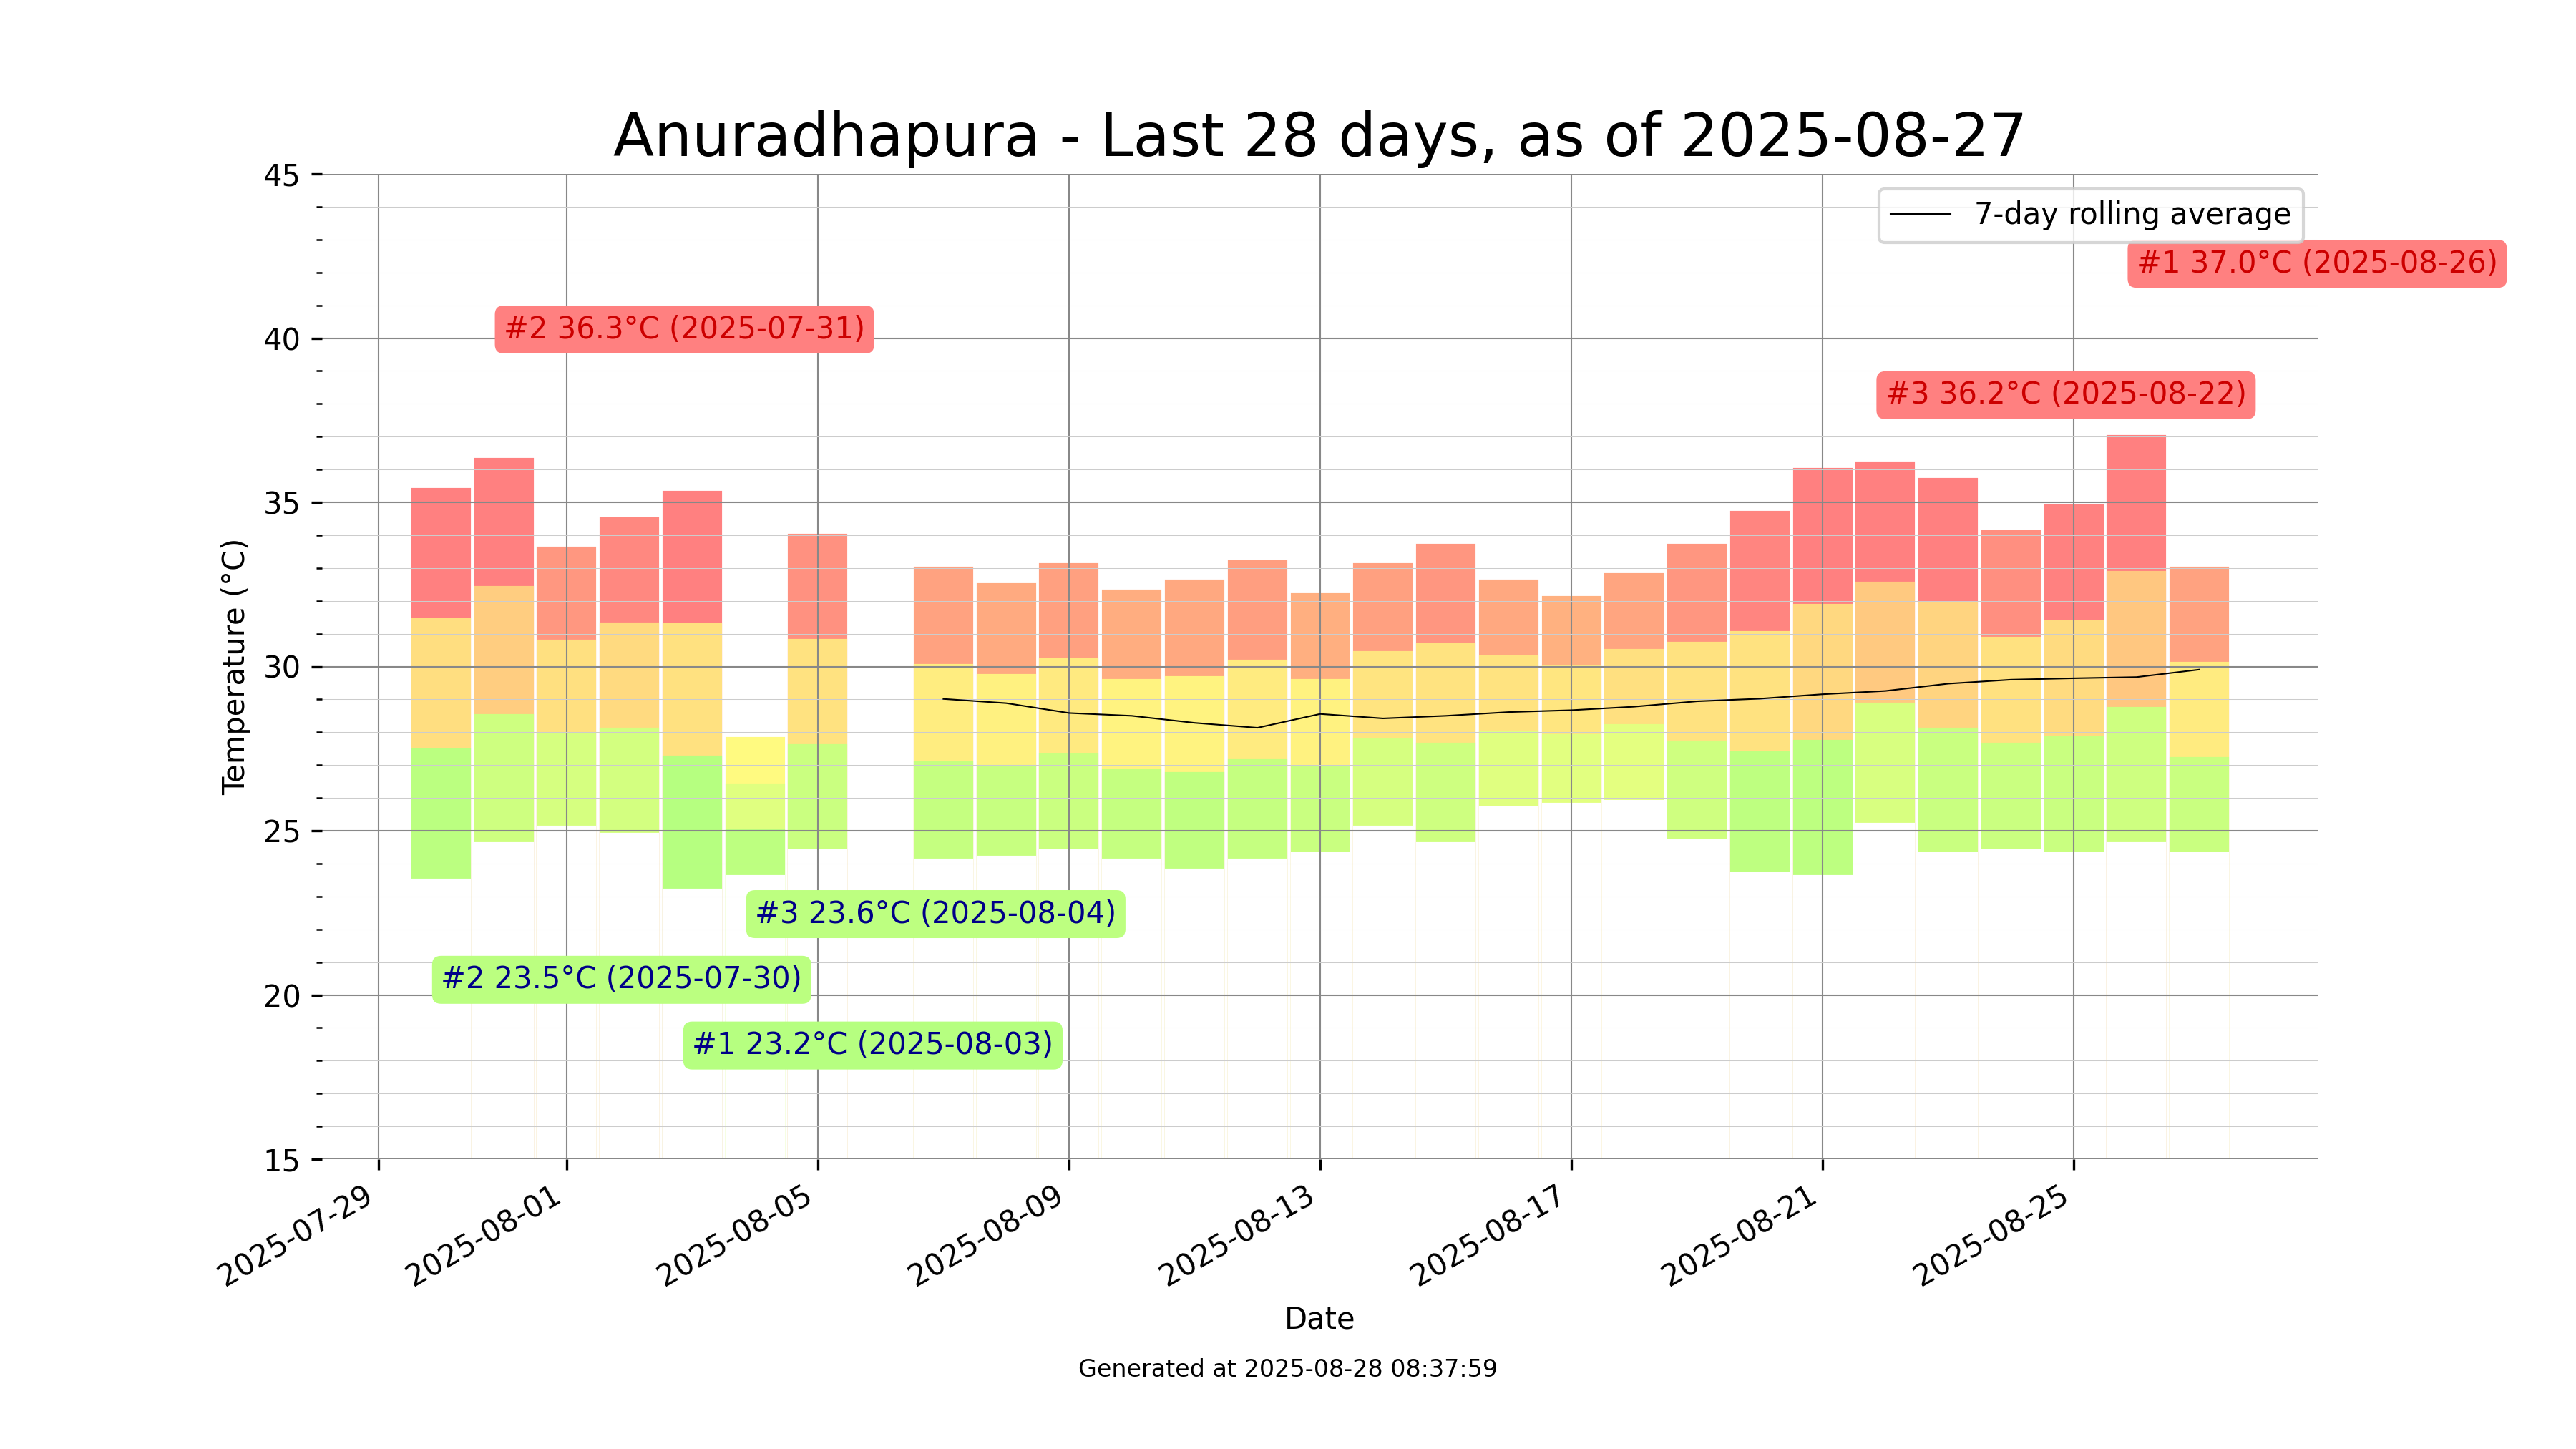 Anuradhapura - Last 28 days, as of 2025-08-27
7-day rolling average
#1 37.0°C (2025-08-26)
#2 36.3°C (2025-07-31)
#3 36.2°C (2025-08-22)
#3 23.6°C (2025-08-04)
#2 23.5°C (2025-07-30)
#1 23.2°C (2025-08-03)
Temperature (°C)
45
40
35
30
25
20
15
2025-07-29
2025-08-01
2025-08-05
2025-08-09
2025-08-13
2025-08-17
2025-08-21
2025-08-25
Date
Generated at 2025-08-28 08:37:59